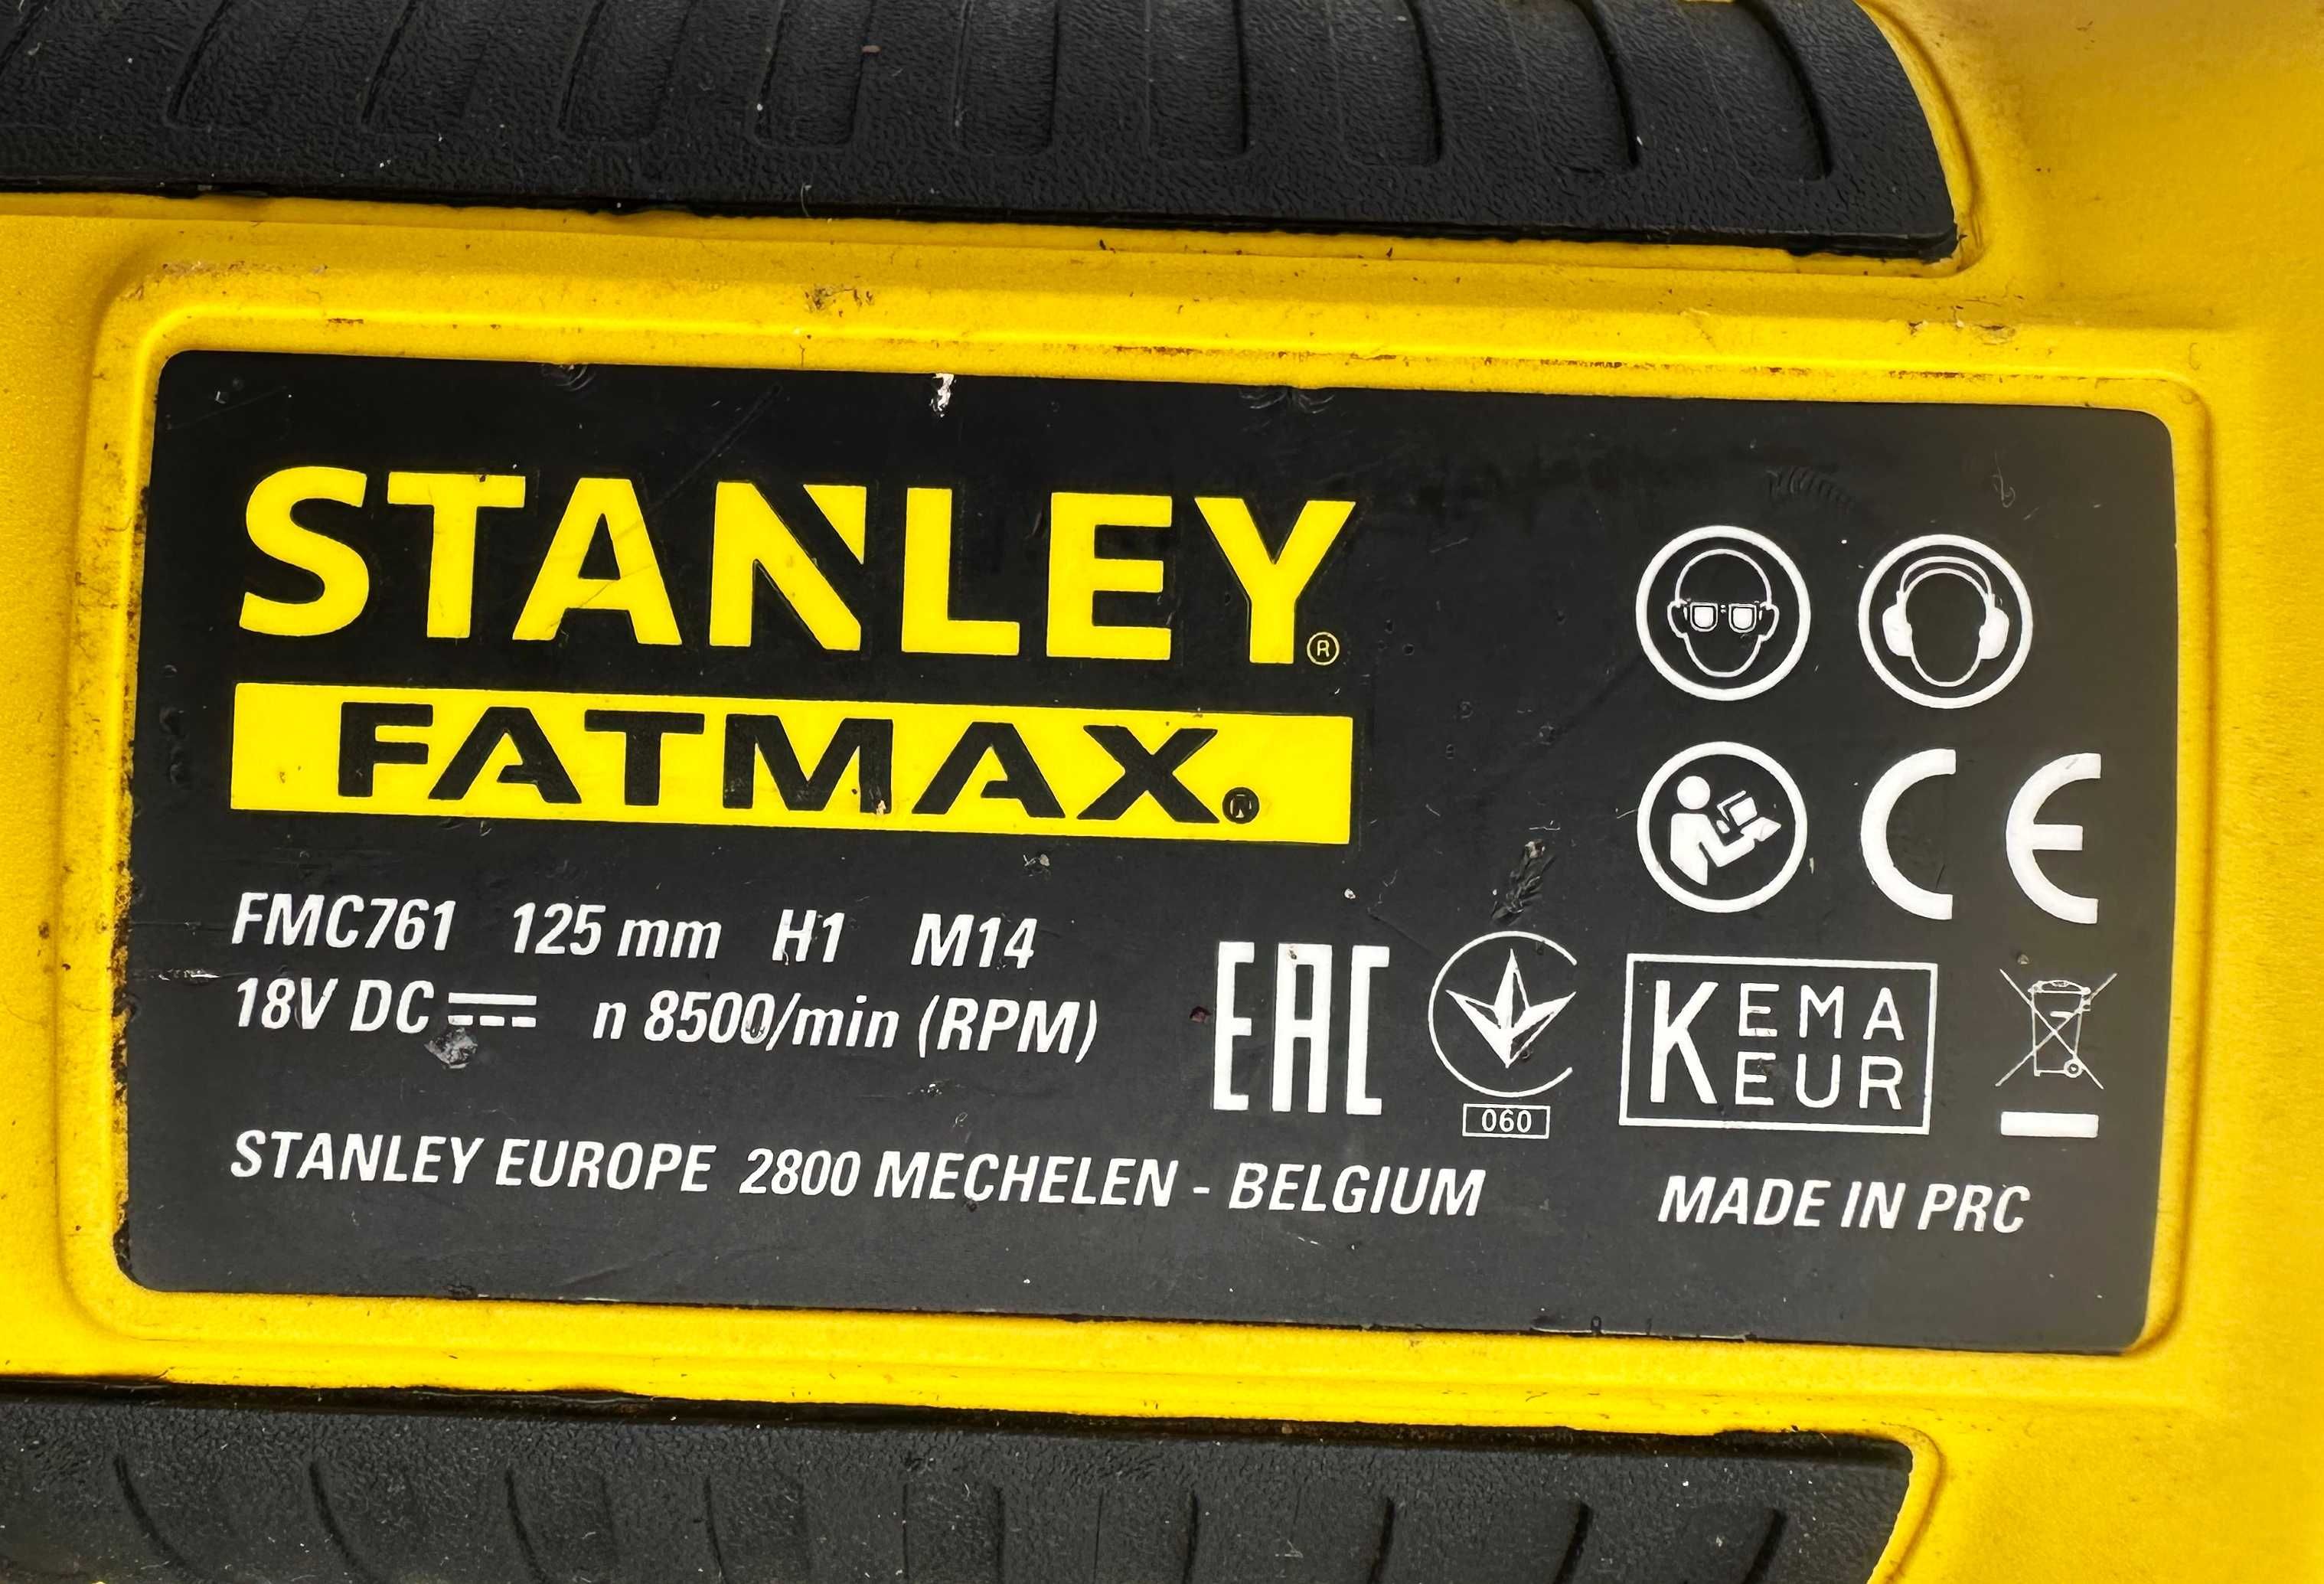 STANLEY®
FATMAX®
FMC761 125 mm H1 M14
18V DC n 8500/min (RPM)
EAC
060
KEMA
KEUR
CE
STANLEY EUROPE 2800 MECHELEN - BELGIUM
MADE IN PRC